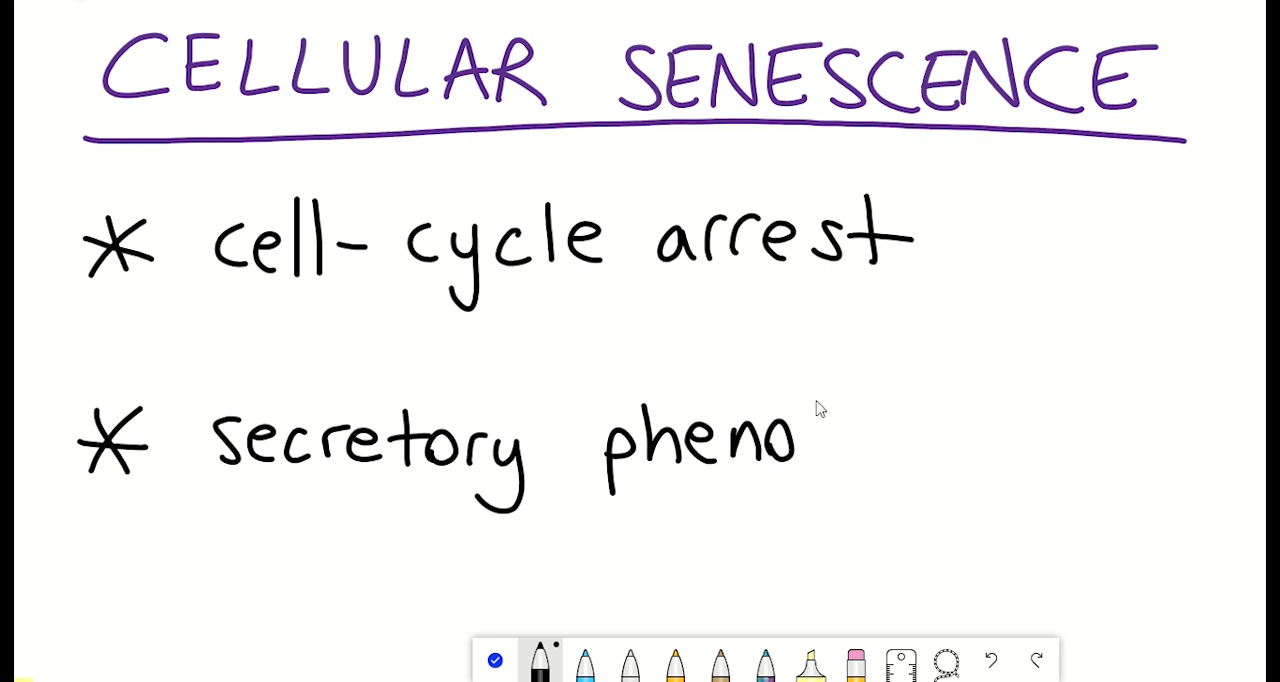 CELLULAR SENESCENCE
* cell-cycle arrest
* secretory pheno